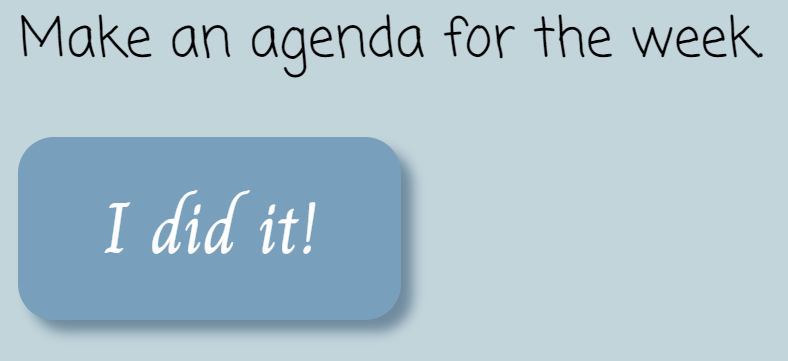 Make an agenda for the week.
I did it!